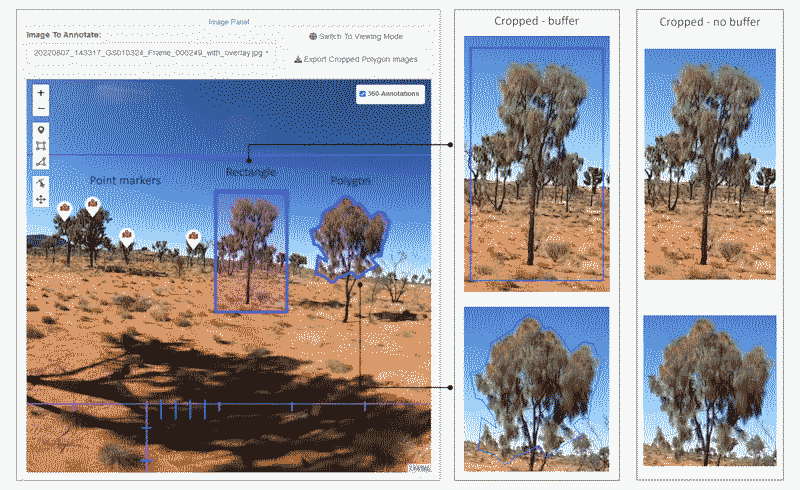 Image Panel
Image To Annotate:
Switch To Viewing Mode
20220807_143317_GS010324_Frame_000249_with_overlay.jpg
Export Cropped Polygon Images
360-Annotations
Point markers
Rectangle
Polygon
Cropped - buffer
Cropped - no buffer